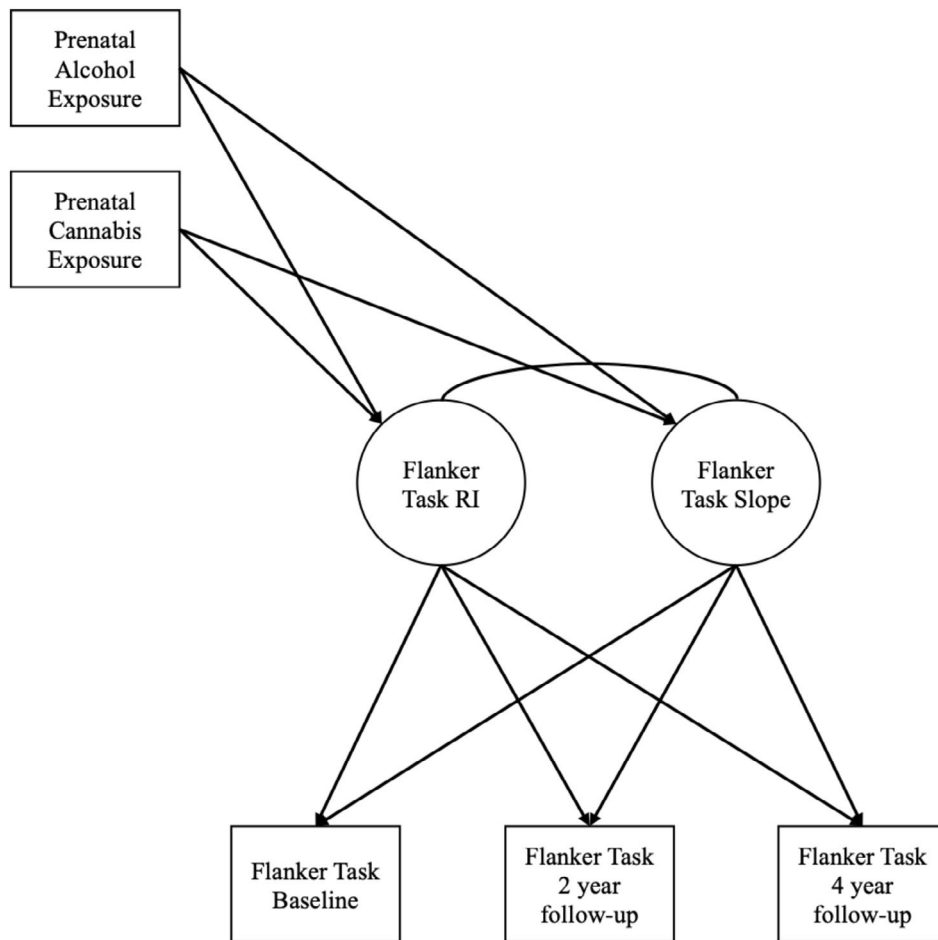 Prenatal
Alcohol
Exposure
Prenatal
Cannabis
Exposure
Flanker
Task RI
Flanker
Task Slope
Flanker Task
Baseline
Flanker Task
2 year
follow-up
Flanker Task
4 year
follow-up